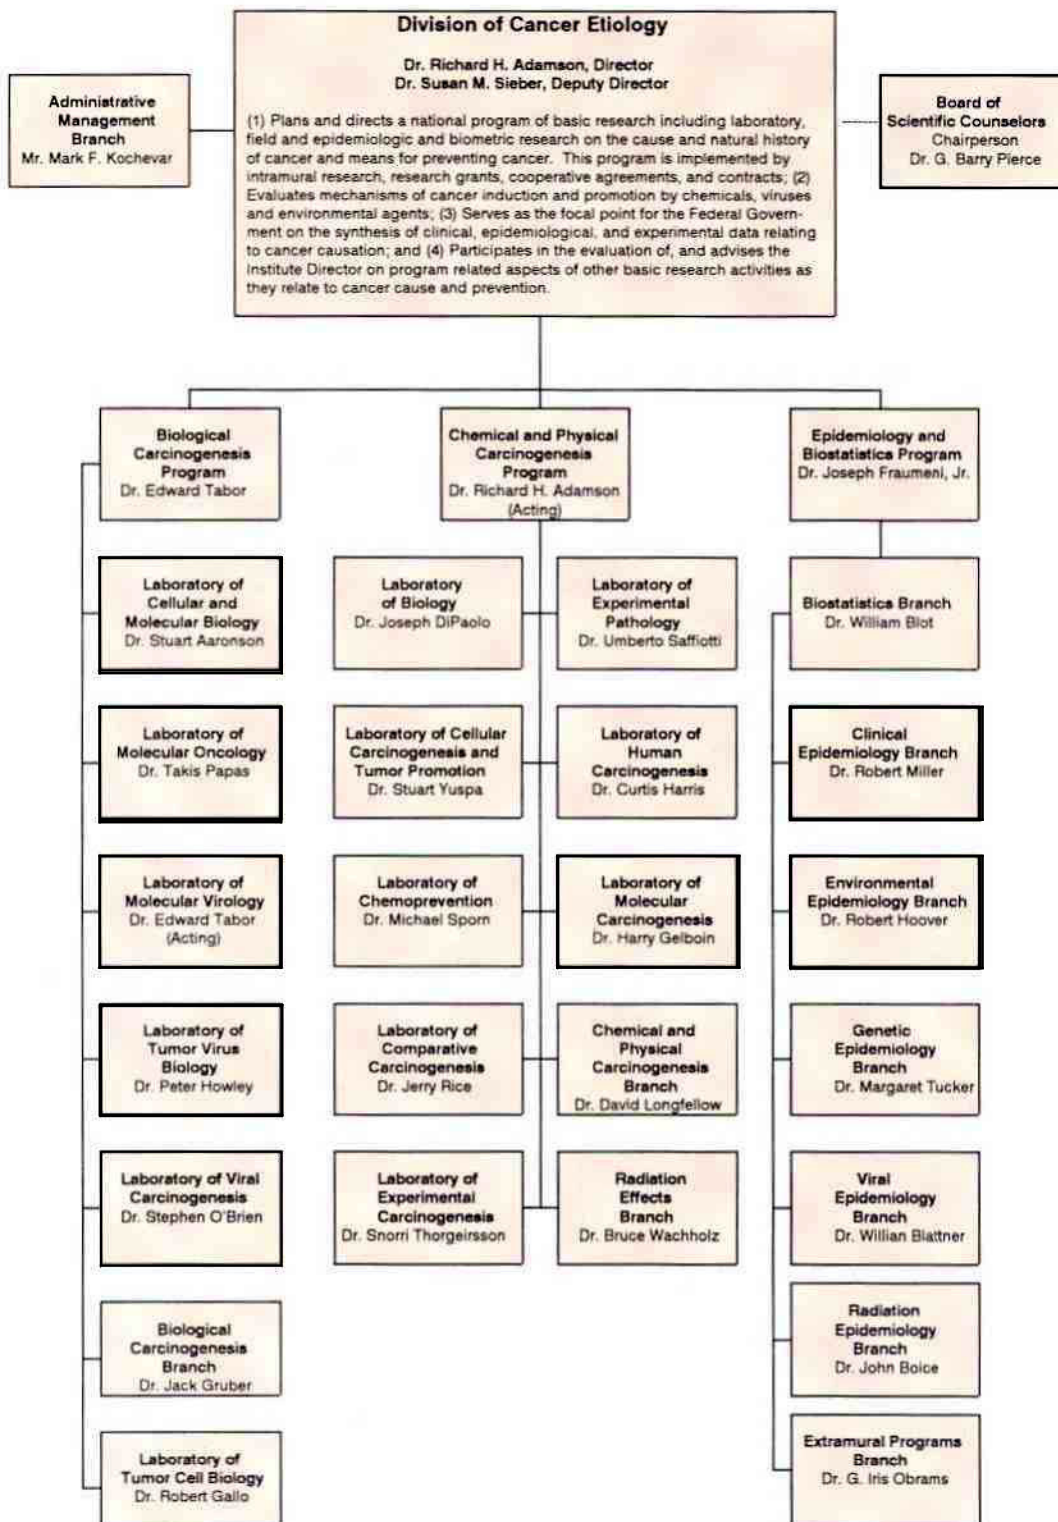 Division of Cancer Etiology
Dr. Richard H. Adamson, Director
Dr. Susan M. Sieber, Deputy Director
(1) Plans and directs a national program of basic research including laboratory,
field and epidemiologic and biometric research on the cause and natural history
of cancer and means for preventing cancer. This program is implemented by
intramural research, research grants, cooperative agreements, and contracts; (2)
Evaluates mechanisms of cancer induction and promotion by chemicals, viruses
and environmental agents; (3) Serves as the focal point for the Federal Govern-
ment on the synthesis of clinical, epidemiological, and experimental data relating
to cancer causation; and (4) Participates in the evaluation of, and advises the
Institute Director on program related aspects of other basic research activities as
they relate to cancer cause and prevention.
Administrative
Management
Branch
Mr. Mark F. Kochevar
Board of
Scientific Counselors
Chairperson
Dr. G. Barry Pierce
Biological
Carcinogenesis
Program
Dr. Edward Tabor
Chemical and Physical
Carcinogenesis
Program
Dr. Richard H. Adamson
(Acting)
Epidemiology and
Biostatistics Program
Dr. Joseph Fraumeni, Jr.
Laboratory of
Cellular and
Molecular Biology
Dr. Stuart Aaronson
Laboratory
of Biology
Dr. Joseph DiPaolo
Laboratory of
Experimental
Pathology
Dr. Umberto Saffiotti
Biostatistics Branch
Dr. William Blot
Laboratory of
Molecular Oncology
Dr. Takis Papas
Laboratory of Cellular
Carcinogenesis and
Tumor Promotion
Dr. Stuart Yuspa
Laboratory of
Human
Carcinogenesis
Dr. Curtis Harris
Clinical
Epidemiology Branch
Dr. Robert Miller
Laboratory of
Molecular Virology
Dr. Edward Tabor
(Acting)
Laboratory of
Chemoprevention
Dr. Michael Sporn
Laboratory of
Molecular
Carcinogenesis
Dr. Harry Gelboin
Environmental
Epidemiology Branch
Dr. Robert Hoover
Laboratory of
Tumor Virus
Biology
Dr. Peter Howley
Laboratory of
Comparative
Carcinogenesis
Dr. Jerry Rice
Chemical and
Physical
Carcinogenesis
Branch
Dr. David Longfellow
Genetic
Epidemiology
Branch
Dr. Margaret Tucker
Laboratory of Viral
Carcinogenesis
Dr. Stephen O'Brien
Laboratory of
Experimental
Carcinogenesis
Dr. Snorri Thorgeirsson
Radiation
Effects
Branch
Dr. Bruce Wachholz
Viral
Epidemiology
Branch
Dr. Willian Blattner
Biological
Carcinogenesis
Branch
Dr. Jack Gruber
Radiation
Epidemiology
Branch
Dr. John Boice
Laboratory of
Tumor Cell Biology
Dr. Robert Gallo
Extramural Programs
Branch
Dr. G. Iris Obrams